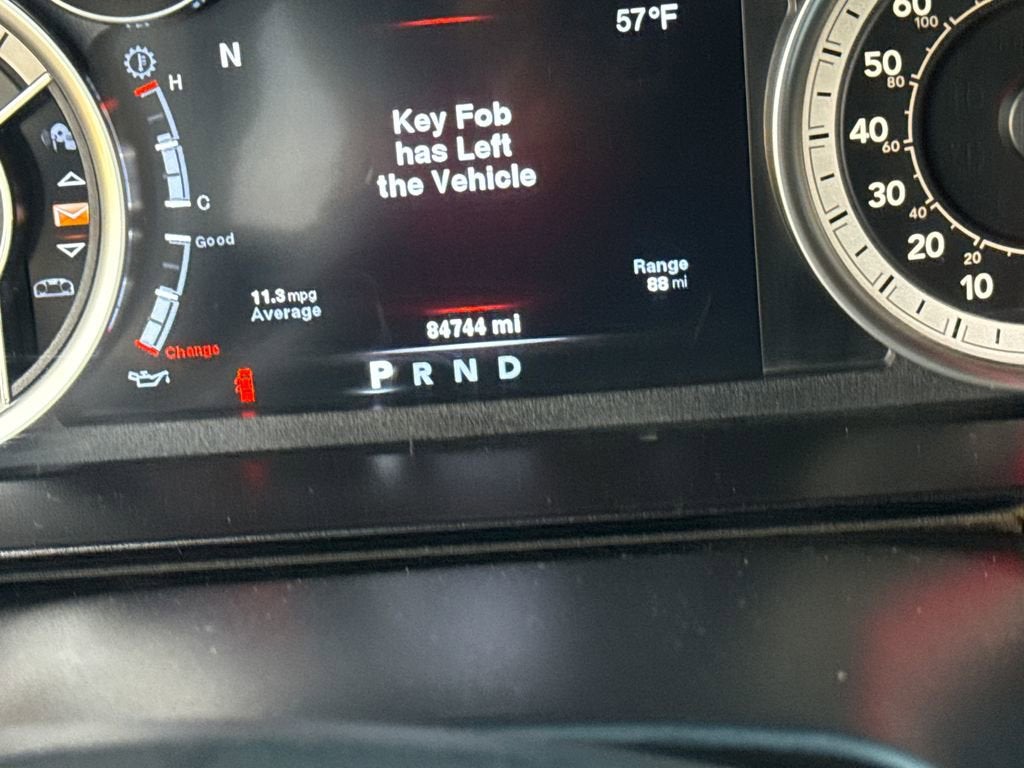 57°F
N
H
Key Fob
has Left
the Vehicle
C
Good
11.3 mpg
Average
Range
88 mi
84744 mi
Change
P R N D
60
100
50
80
40
60
30
40
20
20
10